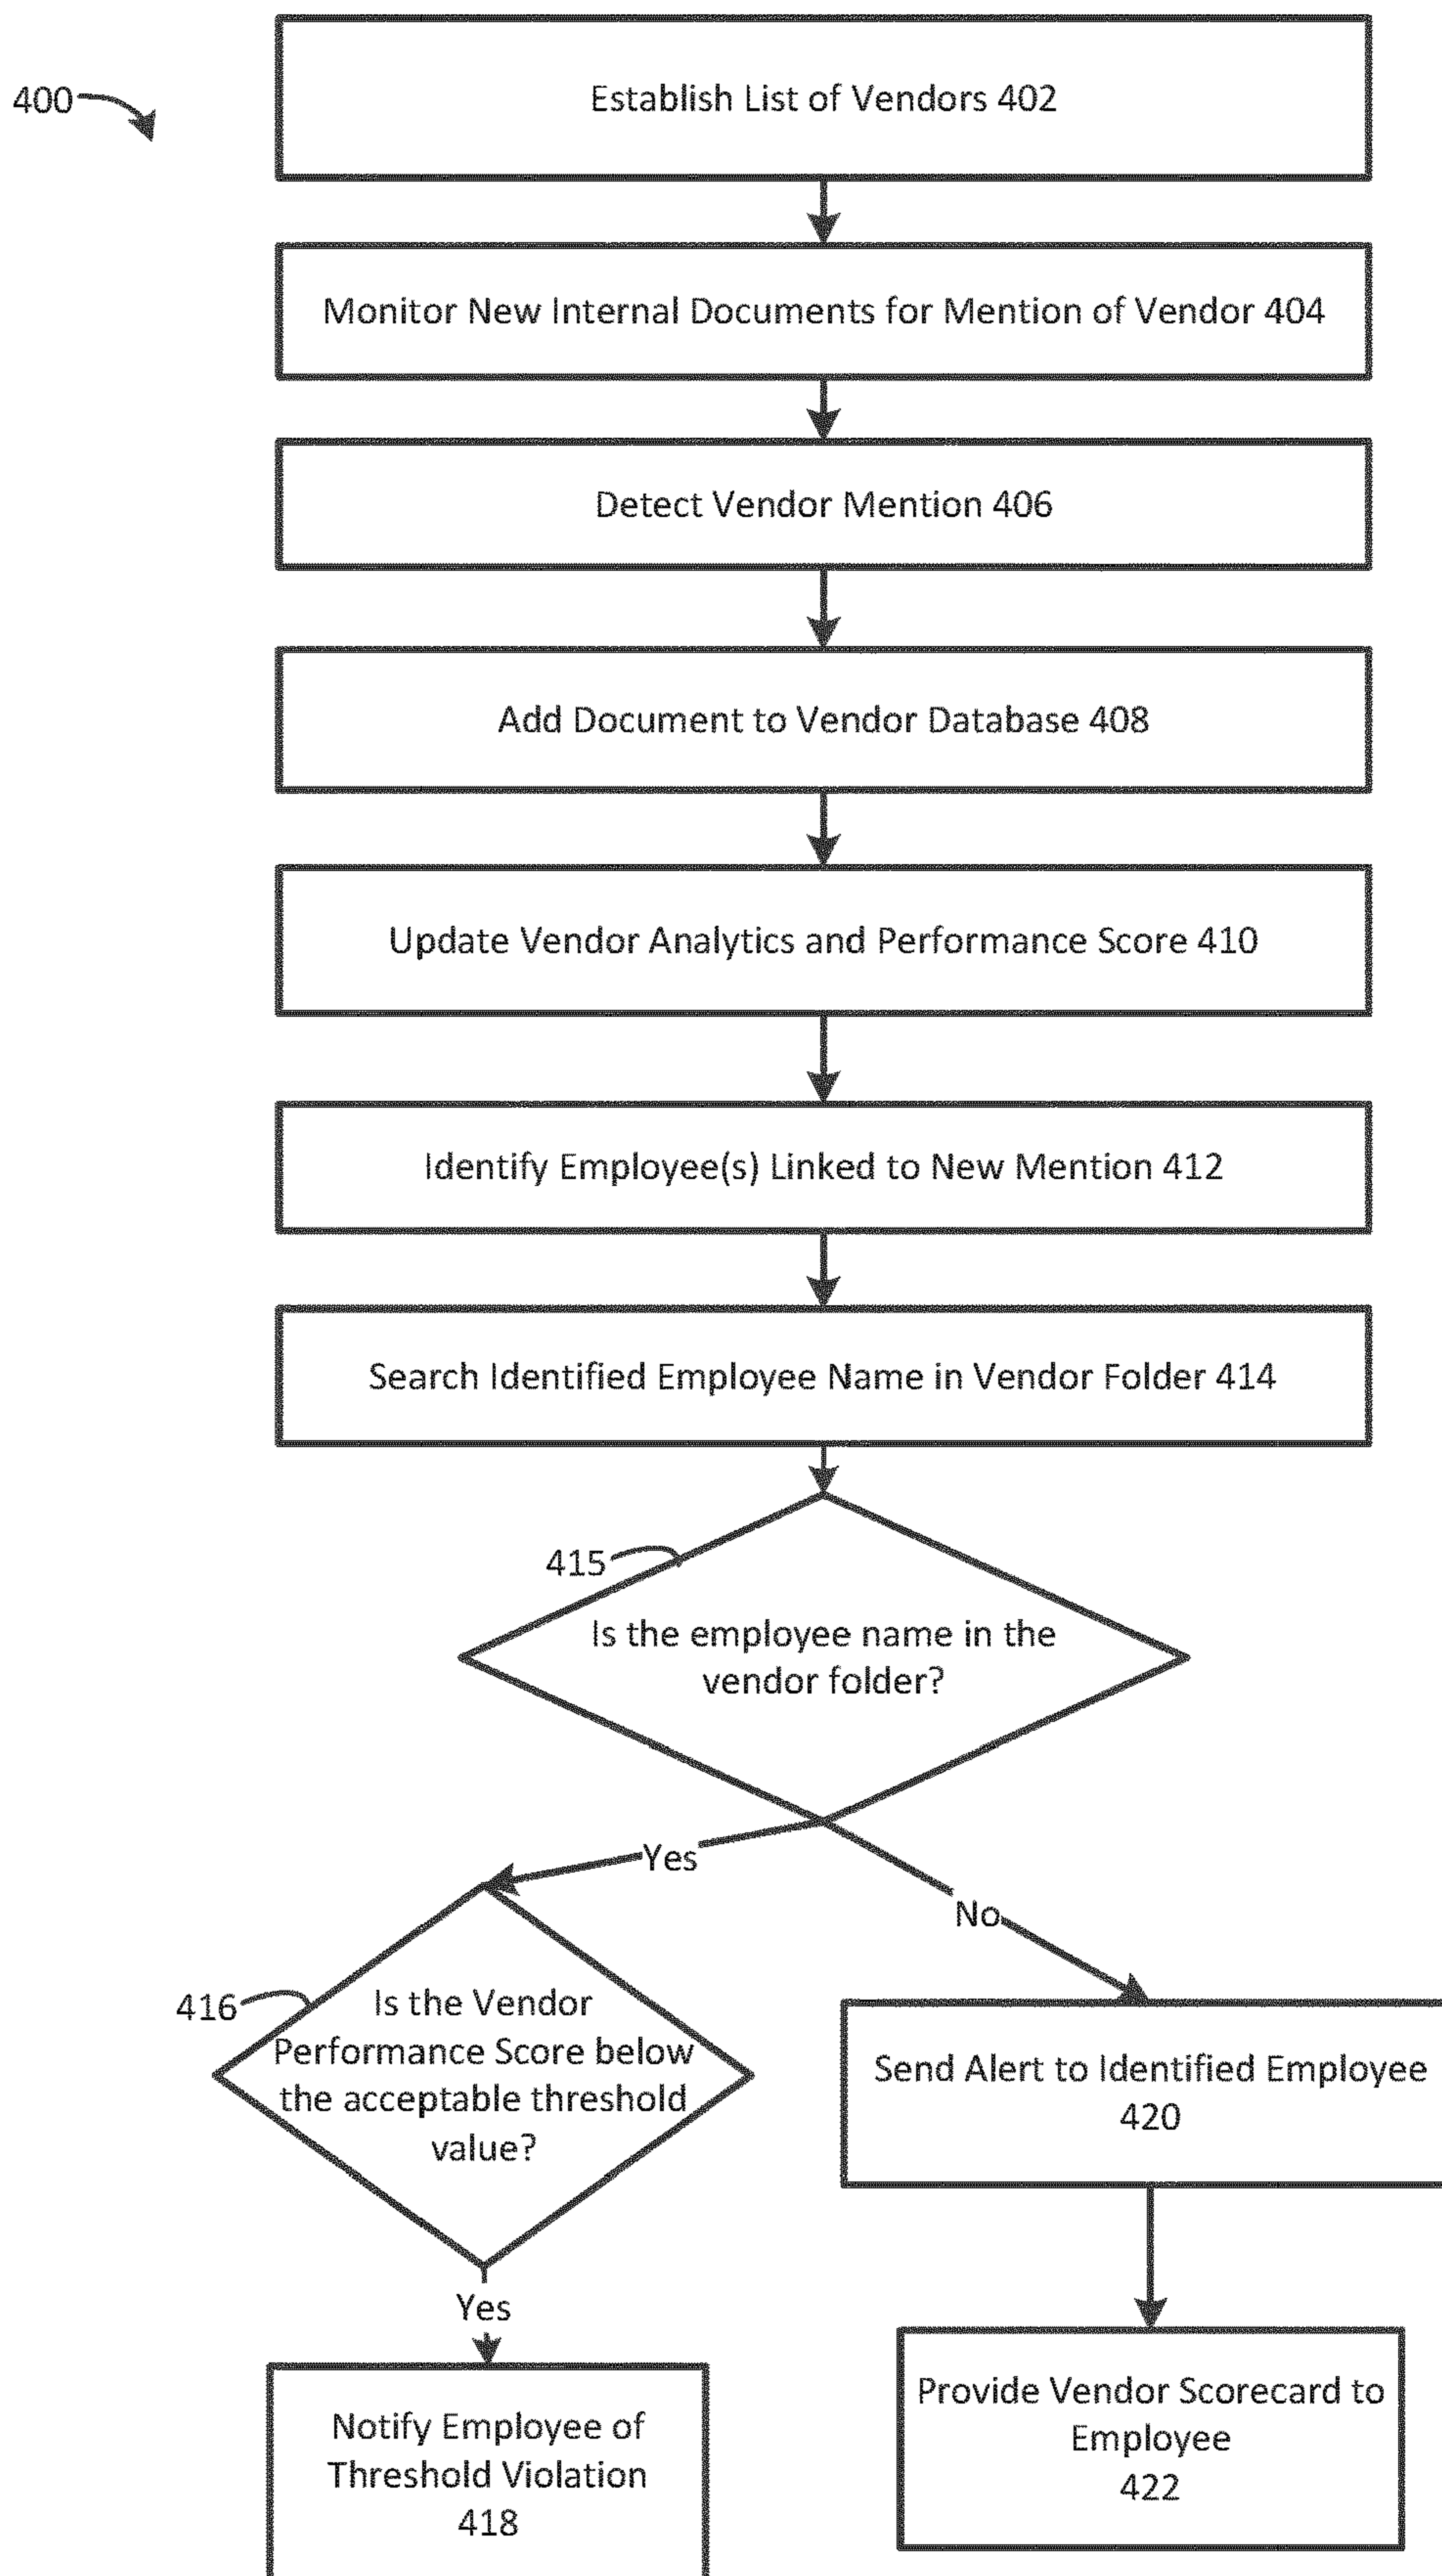 400
Establish List of Vendors 402
Monitor New Internal Documents for Mention of Vendor 404
Detect Vendor Mention 406
Add Document to Vendor Database 408
Update Vendor Analytics and Performance Score 410
Identify Employee(s) Linked to New Mention 412
Search Identified Employee Name in Vendor Folder 414
415
Is the employee name in the
vendor folder?
Yes
No
416
Is the Vendor
Performance Score below
the acceptable threshold
value?
Send Alert to Identified Employee
420
Yes
Notify Employee of
Threshold Violation
418
Provide Vendor Scorecard to
Employee
422